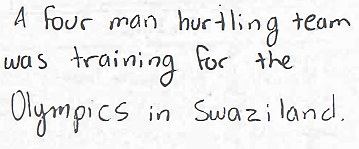 A four man hurtling team
was training for the
Olympics in Swaziland.